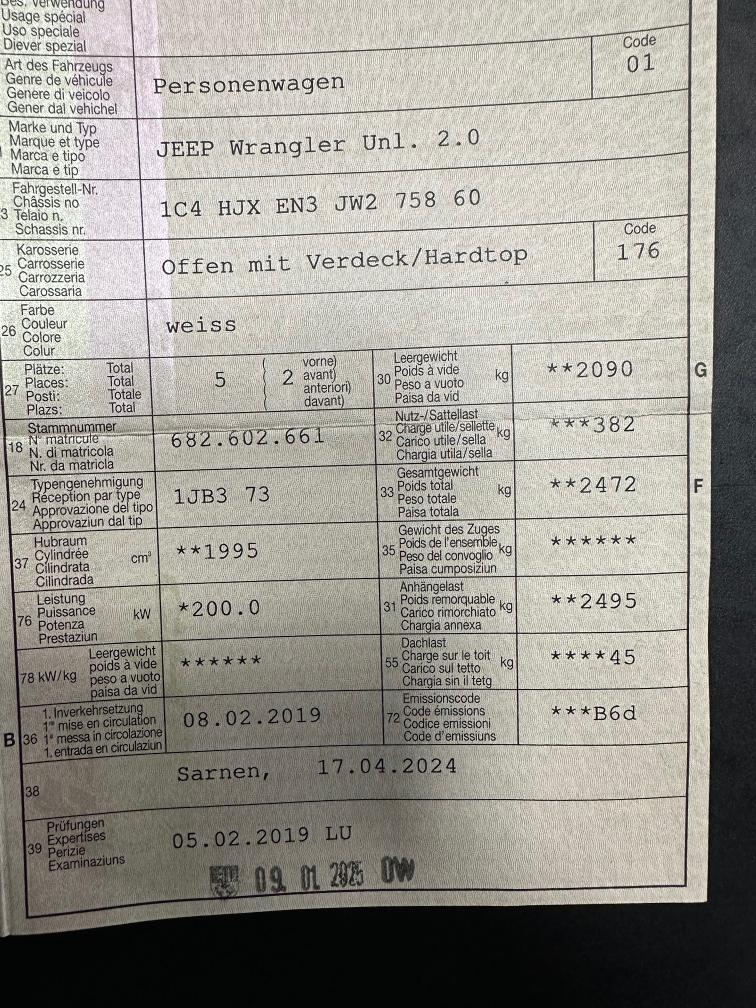 Bes. Verwendung
Usage spécial
Uso speciale
Diever spezial
Art des Fahrzeugs
Genre de véhicule
Genere di veicolo
Gener dal vehichel
Personenwagen
Code
01
Marke und Typ
Marque et type
Marca e tipo
Marca e tip
JEEP Wrangler Unl. 2.0
3
Fahrgestell-Nr.
Châssis no
Telaio n.
Schassis nr.
1C4 HJX EN3 JW2 758 60
25
Karosserie
Carrosserie
Carrozzeria
Carossaria
Offen mit Verdeck/Hardtop
Code
176
26
Farbe
Couleur
Colore
Colur
weiss
27
Plätze: Total
Places: Total
Posti: Totale
Plazs: Total
5 ( 2 vorne)
avant)
anteriori)
davant)
30
Leergewicht
Poids à vide
Peso a vuoto
Paisa da vid
kg
**2090
G
18
Stammnummer
N° matricule
N. di matricola
Nr. da matricla
682.602.661
32
Nutz-/Sattellast
Charge utile/sellette
Carico utile/sella
Chargia utila/sella
kg
***382
24
Typengenehmigung
Réception par type
Approvazione del tipo
Approvaziun dal tip
1JB3 73
33
Gesamtgewicht
Poids total
Peso totale
Paisa totala
kg
**2472
F
37
Hubraum
Cylindrée
Cilindrata
Cilindrada
cm³
**1995
35
Gewicht des Zuges
Poids de l'ensemble
Peso del convoglio
Paisa cumposiziun
kg
******
76
Leistung
Puissance
Potenza
Prestaziun
kW
*200.0
31
Anhängelast
Poids remorquable
Carico rimorchiato
Chargia annexa
kg
**2495
78 kW/kg
Leergewicht
poids à vide
peso a vuoto
paisa da vid
******
55
Dachlast
Charge sur le toit
Carico sul tetto
Chargia sin il tetg
kg
****45
B
36
1. Inverkehrsetzung
1re mise en circulation
1a messa in circolazione
1. entrada en circulaziun
08.02.2019
72
Emissionscode
Code émissions
Codice emissioni
Code d'emissiuns
***B6d
38
Sarnen, 17.04.2024
39
Prüfungen
Expertises
Perizie
Examinaziuns
05.02.2019 LU
09. 01 2025 OW